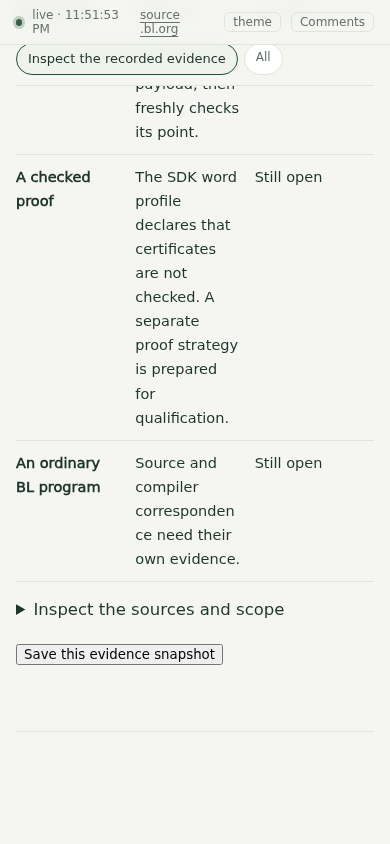 live · 11:51:53 PM
source.bl.org
theme
Comments
Inspect the recorded evidence
All
payload, then
freshly checks
its point.
A checked
proof
The SDK word
profile
declares that
certificates
are not
checked. A
separate
proof strategy
is prepared
for
qualification.
Still open
An ordinary
BL program
Source and
compiler
corresponden
ce need their
own evidence.
Still open
Inspect the sources and scope
Save this evidence snapshot